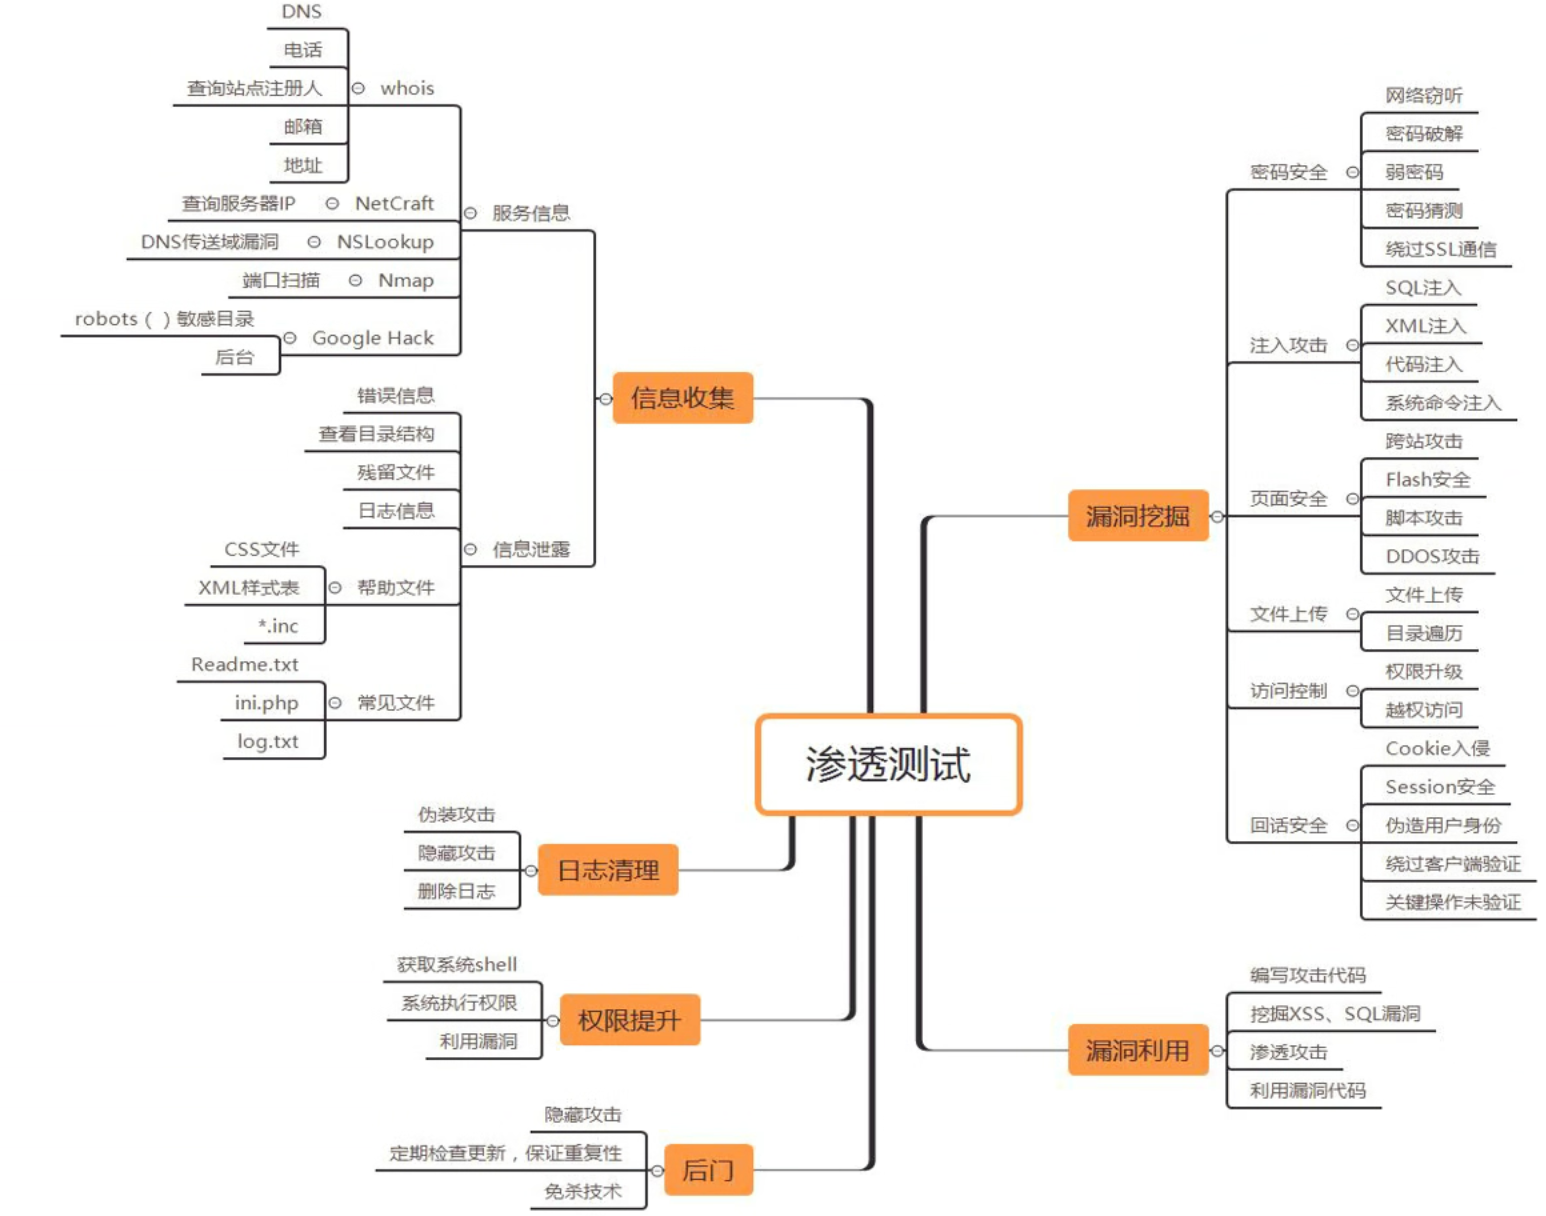 渗透测试
信息收集
服务信息
whois
DNS
电话
查询站点注册人
邮箱
地址
NetCraft
查询服务器IP
NSLookup
DNS传送域漏洞
Nmap
端口扫描
Google Hack
robots（）敏感目录
后台
信息泄露
错误信息
查看目录结构
残留文件
日志信息
帮助文件
CSS文件
XML样式表
*.inc
常见文件
Readme.txt
ini.php
log.txt
漏洞挖掘
密码安全
网络窃听
密码破解
弱密码
密码猜测
绕过SSL通信
注入攻击
SQL注入
XML注入
代码注入
系统命令注入
页面安全
跨站攻击
Flash安全
脚本攻击
DDOS攻击
文件上传
文件上传
目录遍历
访问控制
权限升级
越权访问
回话安全
Cookie入侵
Session安全
伪造用户身份
绕过客户端验证
关键操作未验证
漏洞利用
编写攻击代码
挖掘XSS、SQL漏洞
渗透攻击
利用漏洞代码
日志清理
伪装攻击
隐藏攻击
删除日志
权限提升
获取系统shell
系统执行权限
利用漏洞
后门
隐藏攻击
定期检查更新，保证重复性
免杀技术